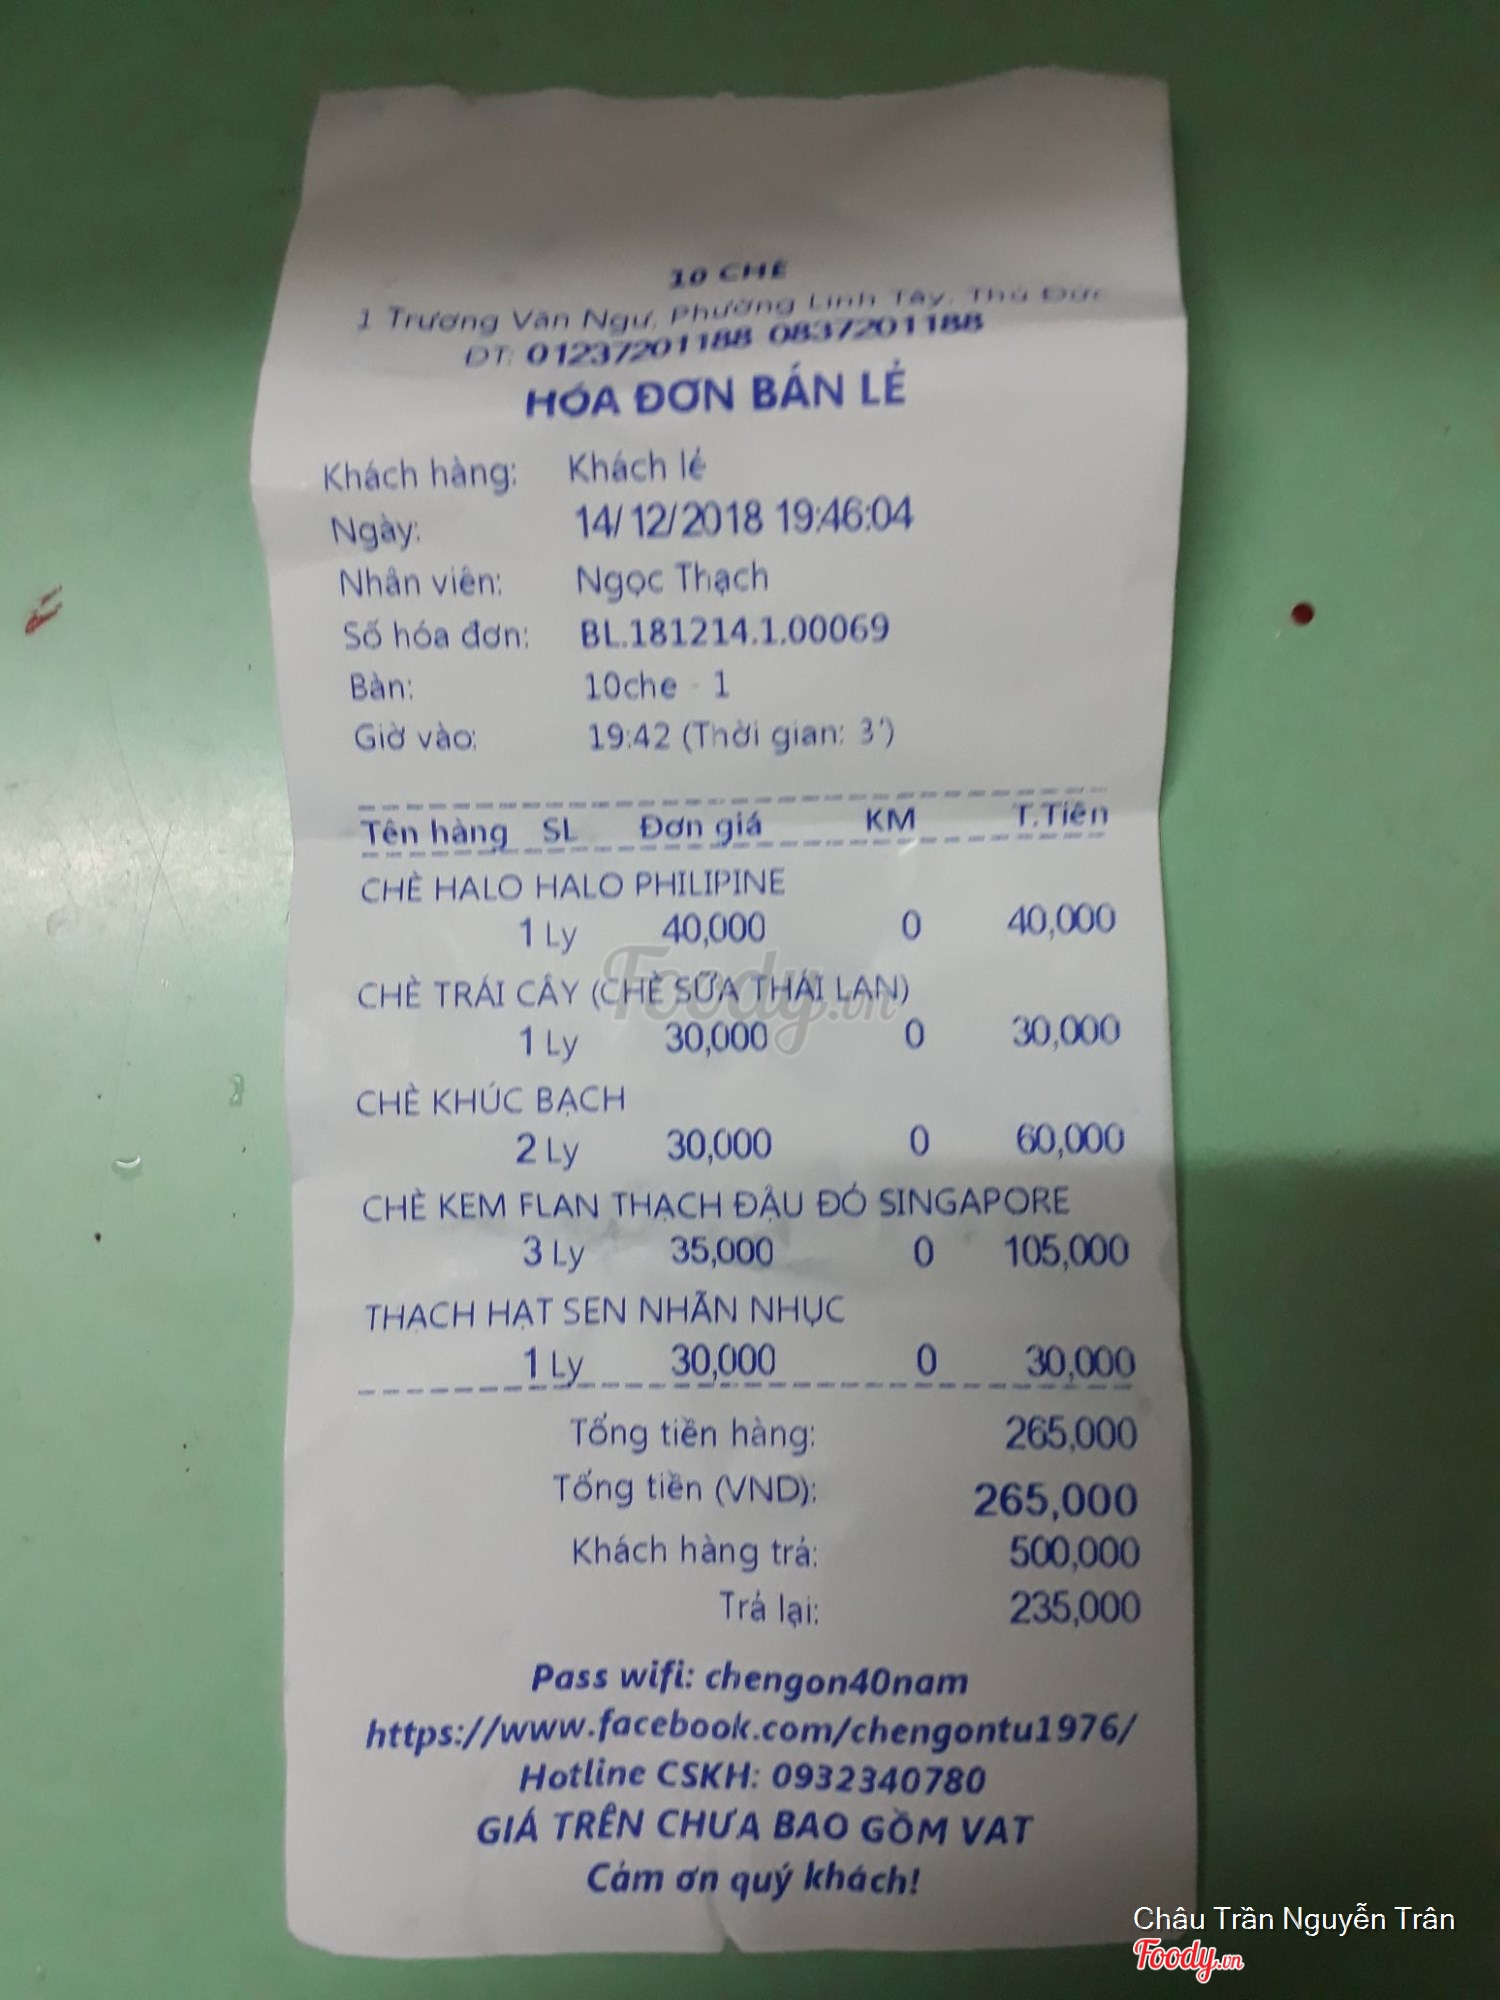 10 CHÈ
1 Trương Văn Ngư, Phường Linh Tây, Thủ Đức
ĐT: 01237201188 0837201188
HÓA ĐƠN BÁN LẺ
Khách hàng: Khách lẻ
Ngày: 14/12/2018 19:46:04
Nhân viên: Ngọc Thạch
Số hóa đơn: BL.181214.1.00069
Bàn: 10che - 1
Giờ vào: 19:42 (Thời gian: 3')
Tên hàng SL Đơn giá KM T.Tiền
CHÈ HALO HALO PHILIPINE
1 Ly 40,000 0 40,000
CHÈ TRÁI CÂY (CHÈ SỮA THÁI LAN)
1 Ly 30,000 0 30,000
CHÈ KHÚC BẠCH
2 Ly 30,000 0 60,000
CHÈ KEM FLAN THẠCH ĐẬU ĐỎ SINGAPORE
3 Ly 35,000 0 105,000
THẠCH HẠT SEN NHÃN NHỤC
1 Ly 30,000 0 30,000
Tổng tiền hàng: 265,000
Tổng tiền (VND): 265,000
Khách hàng trả: 500,000
Trả lại: 235,000
Pass wifi: chengon40nam
https://www.facebook.com/chengontu1976/
Hotline CSKH: 0932340780
GIÁ TRÊN CHƯA BAO GỒM VAT
Cảm ơn quý khách!
Foody.vn
Châu Trần Nguyễn Trân
Foody.vn